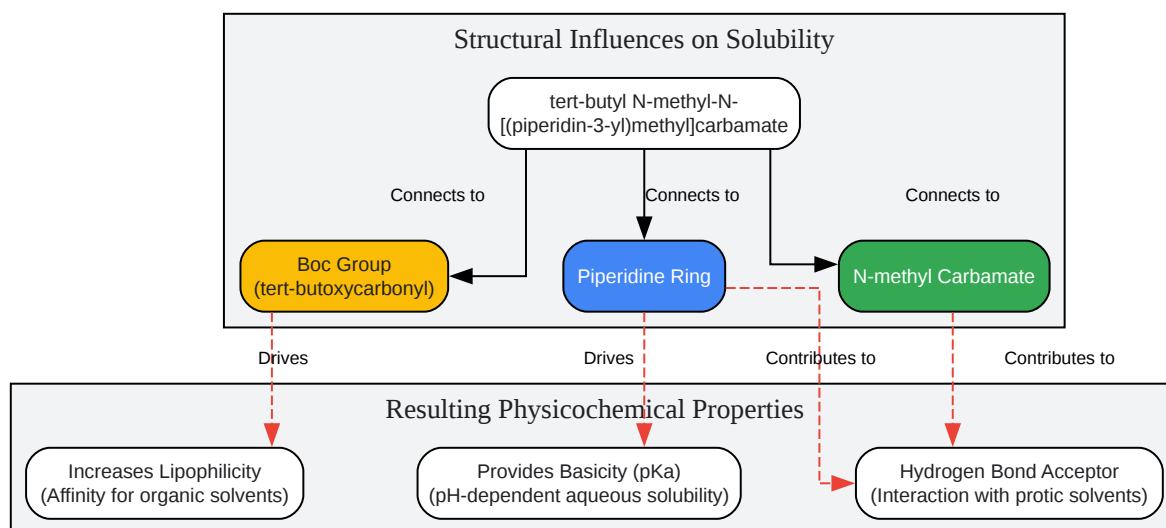 Structural Influences on Solubility
tert-butyl N-methyl-N-
[(piperidin-3-yl)methyl]carbamate
Connects to
Connects to
Connects to
Boc Group
(tert-butoxycarbonyl)
Piperidine Ring
N-methyl Carbamate
Drives
Drives
Contributes to
Contributes to
Resulting Physicochemical Properties
Increases Lipophilicity
(Affinity for organic solvents)
Provides Basicity (pKa)
(pH-dependent aqueous solubility)
Hydrogen Bond Acceptor
(Interaction with protic solvents)